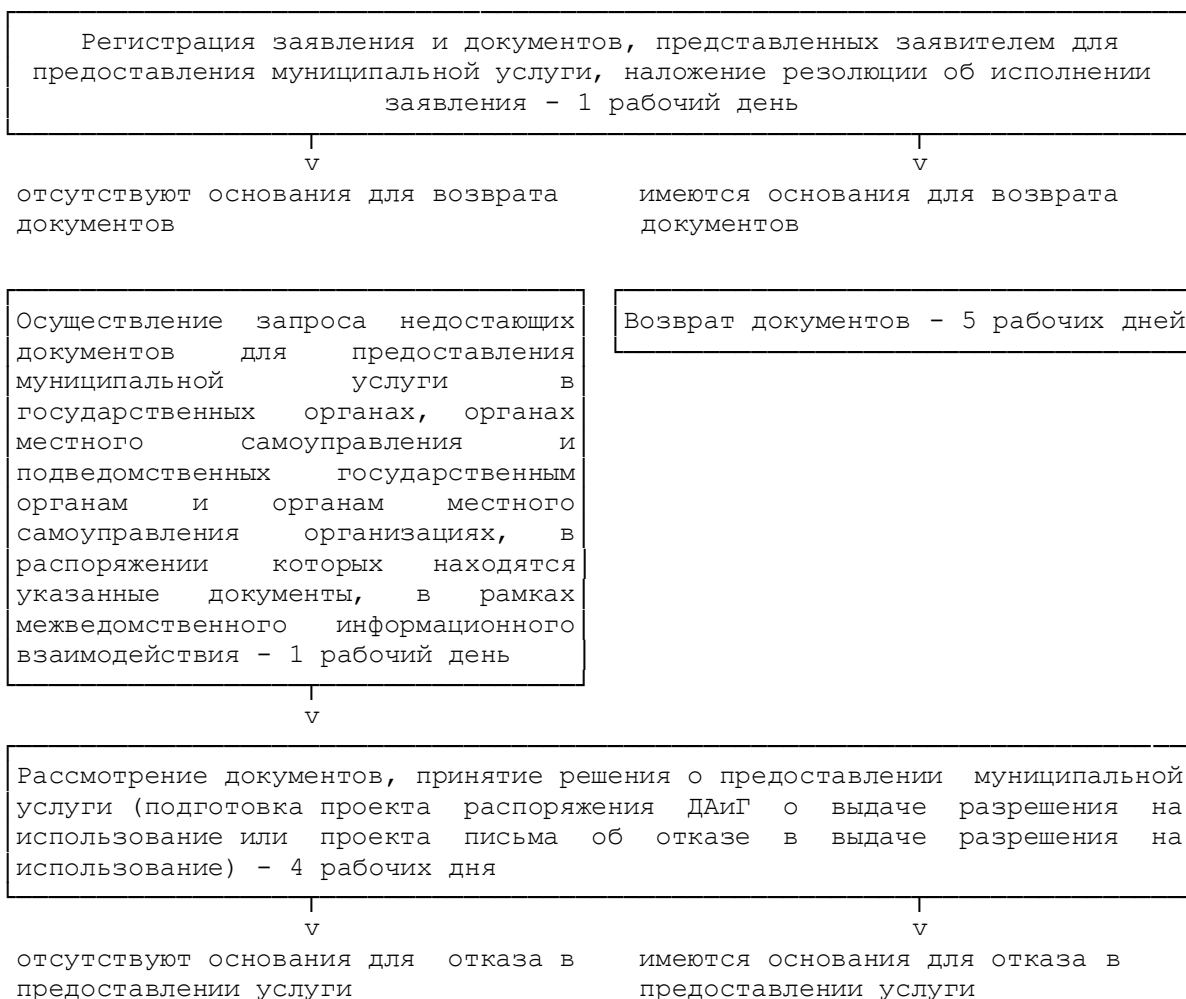 Регистрация заявления и документов, представленных заявителем для
предоставления муниципальной услуги, наложение резолюции об исполнении
заявления - 1 рабочий день
v v
отсутствуют основания для возврата
документов
имеются основания для возврата
документов
Осуществление запроса недостающих
документов для предоставления
муниципальной услуги в
государственных органах, органах
местного самоуправления и
подведомственных государственным
органам и органам местного
самоуправления организациях, в
распоряжении которых находятся
указанные документы, в рамках
межведомственного информационного
взаимодействия - 1 рабочий день
Возврат документов - 5 рабочих дней
v
Рассмотрение документов, принятие решения о предоставлении муниципальной
услуги (подготовка проекта распоряжения ДАиГ о выдаче разрешения на
использование или проекта письма об отказе в выдаче разрешения на
использование) - 4 рабочих дня
v v
отсутствуют основания для отказа в
предоставлении услуги
имеются основания для отказа в
предоставлении услуги